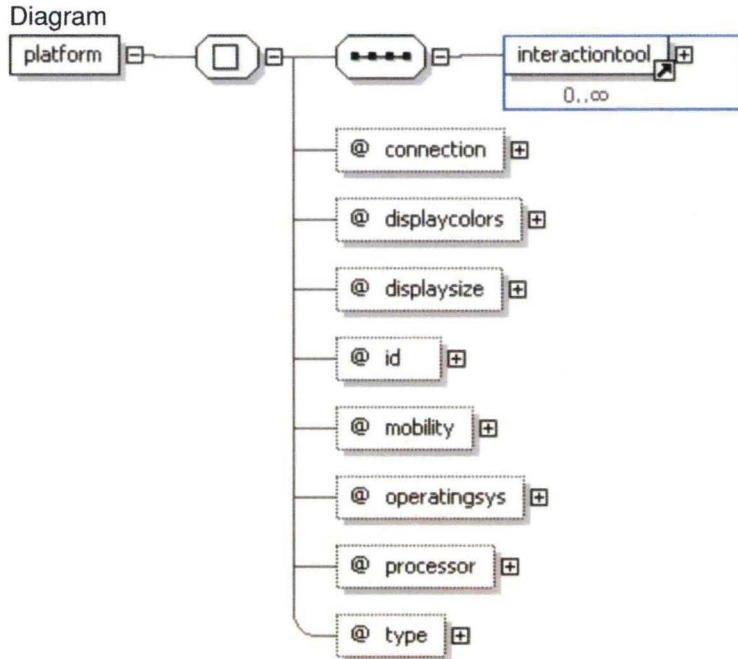 Diagram
platform
interactiontool
0..∞
@ connection
@ displaycolors
@ displaysize
@ id
@ mobility
@ operatingsys
@ processor
@ type